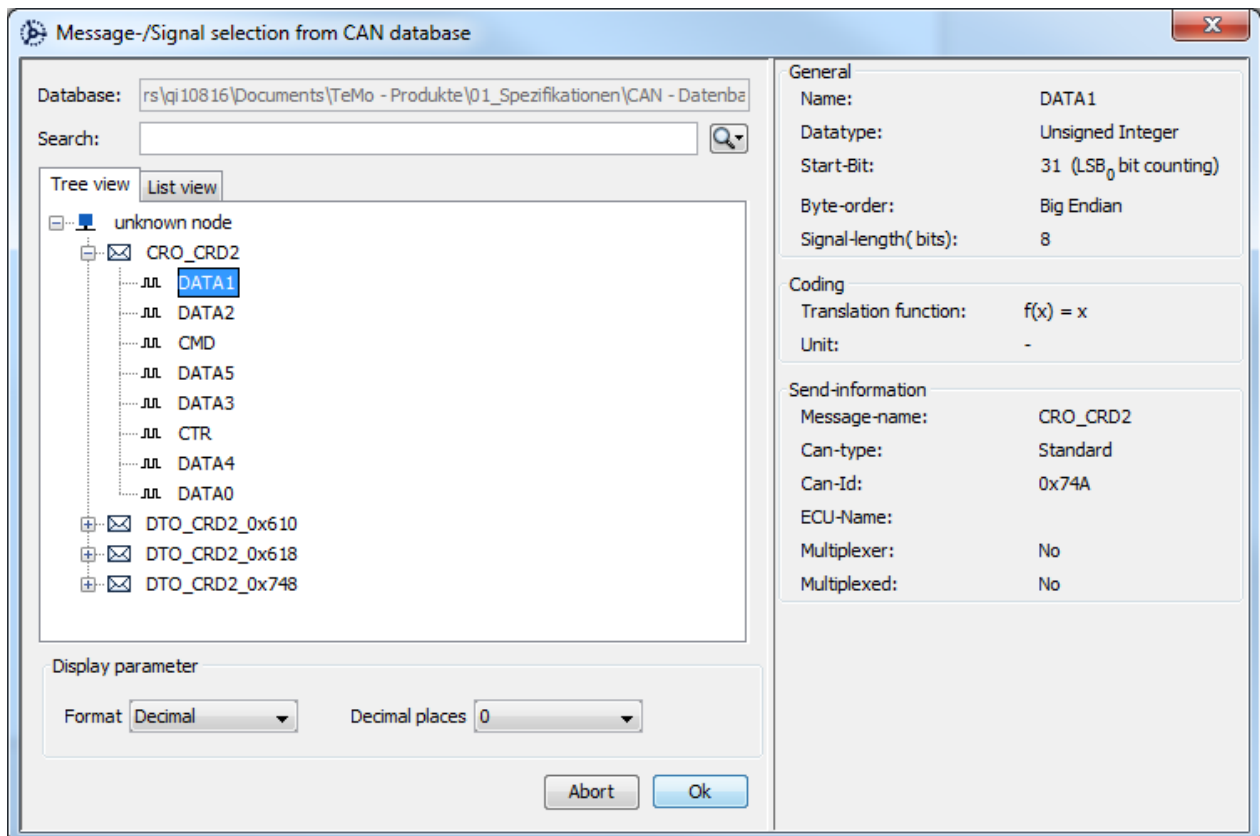 Message-/Signal selection from CAN database
Database: rs\qi10816\Documents\TeMo - Produkte\01_Spezifikationen\CAN - Datenba
Search:
Tree view List view
unknown node
CRO_CRD2
DATA1
DATA2
CMD
DATA5
DATA3
CTR
DATA4
DATA0
DTO_CRD2_0x610
DTO_CRD2_0x618
DTO_CRD2_0x748
Display parameter
Format Decimal Decimal places 0
Abort Ok
General
Name: DATA1
Datatype: Unsigned Integer
Start-Bit: 31 (LSB0 bit counting)
Byte-order: Big Endian
Signal-length( bits): 8
Coding
Translation function: f(x) = x
Unit: -
Send-information
Message-name: CRO_CRD2
Can-type: Standard
Can-Id: 0x74A
ECU-Name:
Multiplexer: No
Multiplexed: No